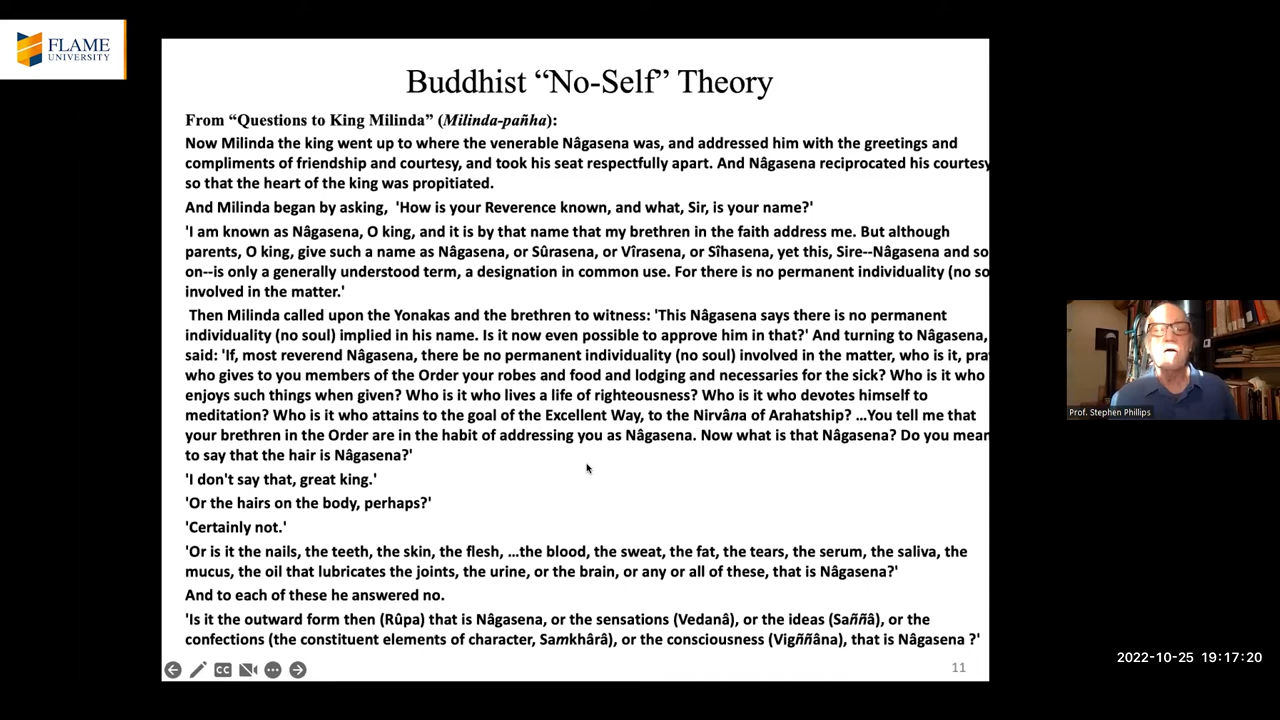 FLAME
UNIVERSITY
Buddhist “No-Self” Theory
From “Questions to King Milinda” (Milinda-pañha):
Now Milinda the king went up to where the venerable Nâgasena was, and addressed him with the greetings and
compliments of friendship and courtesy, and took his seat respectfully apart. And Nâgasena reciprocated his courtesy
so that the heart of the king was propitiated.
And Milinda began by asking, 'How is your Reverence known, and what, Sir, is your name?'
'I am known as Nâgasena, O king, and it is by that name that my brethren in the faith address me. But although
parents, O king, give such a name as Nâgasena, or Sûrasena, or Vîrasena, or Sîhasena, yet this, Sire--Nâgasena and so
on--is only a generally understood term, a designation in common use. For there is no permanent individuality (no so
involved in the matter.'
Then Milinda called upon the Yonakas and the brethren to witness: 'This Nâgasena says there is no permanent
individuality (no soul) implied in his name. Is it now even possible to approve him in that?' And turning to Nâgasena,
said: 'If, most reverend Nâgasena, there be no permanent individuality (no soul) involved in the matter, who is it, pra
who gives to you members of the Order your robes and food and lodging and necessaries for the sick? Who is it who
enjoys such things when given? Who is it who lives a life of righteousness? Who is it who devotes himself to
meditation? Who is it who attains to the goal of the Excellent Way, to the Nirvâna of Arahatship? …You tell me that
your brethren in the Order are in the habit of addressing you as Nâgasena. Now what is that Nâgasena? Do you mean
to say that the hair is Nâgasena?'
'I don't say that, great king.'
'Or the hairs on the body, perhaps?'
'Certainly not.'
'Or is it the nails, the teeth, the skin, the flesh, …the blood, the sweat, the fat, the tears, the serum, the saliva, the
mucus, the oil that lubricates the joints, the urine, or the brain, or any or all of these, that is Nâgasena?'
And to each of these he answered no.
'Is it the outward form then (Rûpa) that is Nâgasena, or the sensations (Vedanâ), or the ideas (Saññâ), or the
confections (the constituent elements of character, Samkhârâ), or the consciousness (Vigññâna), that is Nâgasena ?'
CC
11
Prof. Stephen Phillips
2022-10-25 19:17:20